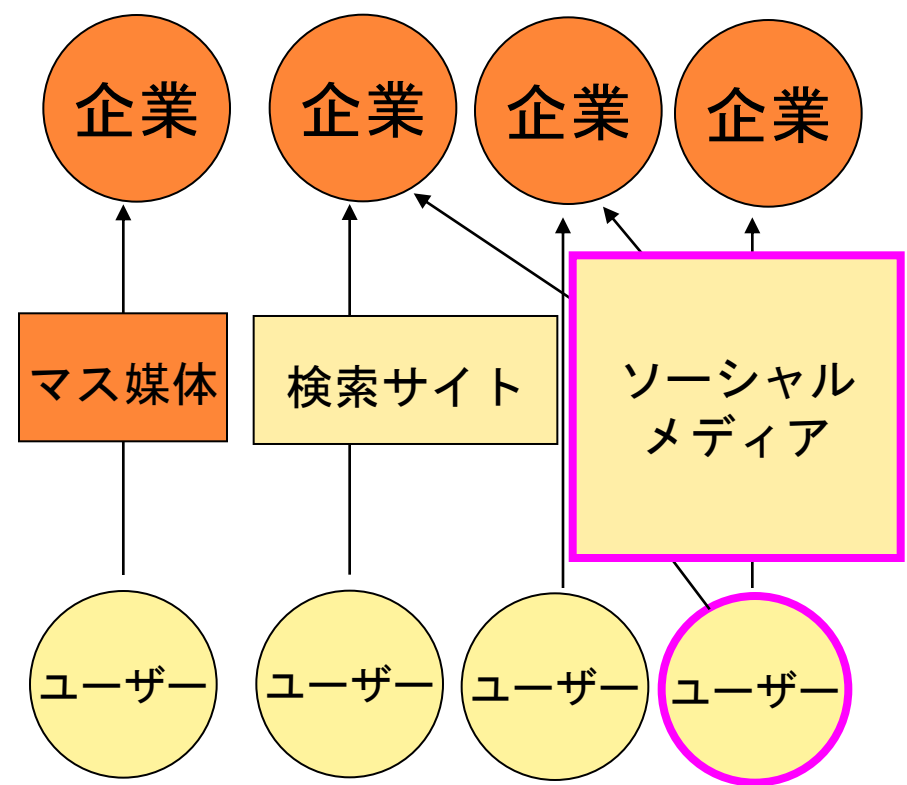 企業
企業
企業
企業
マス媒体
検索サイト
ソーシャル
メディア
ユーザー
ユーザー
ユーザー
ユーザー